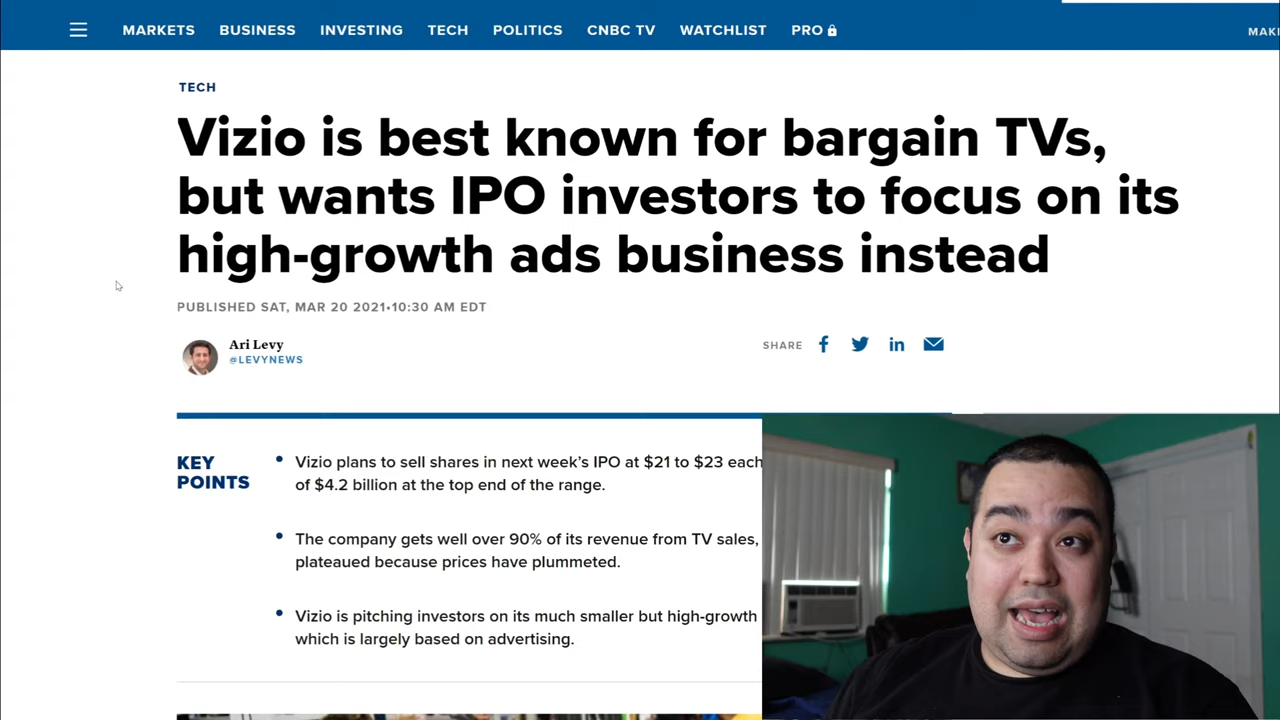 MARKETS BUSINESS INVESTING TECH POLITICS CNBC TV WATCHLIST PRO MAKI
TECH
Vizio is best known for bargain TVs,
but wants IPO investors to focus on its
high-growth ads business instead
PUBLISHED SAT, MAR 20 2021•10:30 AM EDT
Ari Levy
@LEVYNEWS
SHARE
KEY
POINTS
• Vizio plans to sell shares in next week's IPO at $21 to $23 each
of $4.2 billion at the top end of the range.
• The company gets well over 90% of its revenue from TV sales,
plateaued because prices have plummeted.
• Vizio is pitching investors on its much smaller but high-growth
which is largely based on advertising.